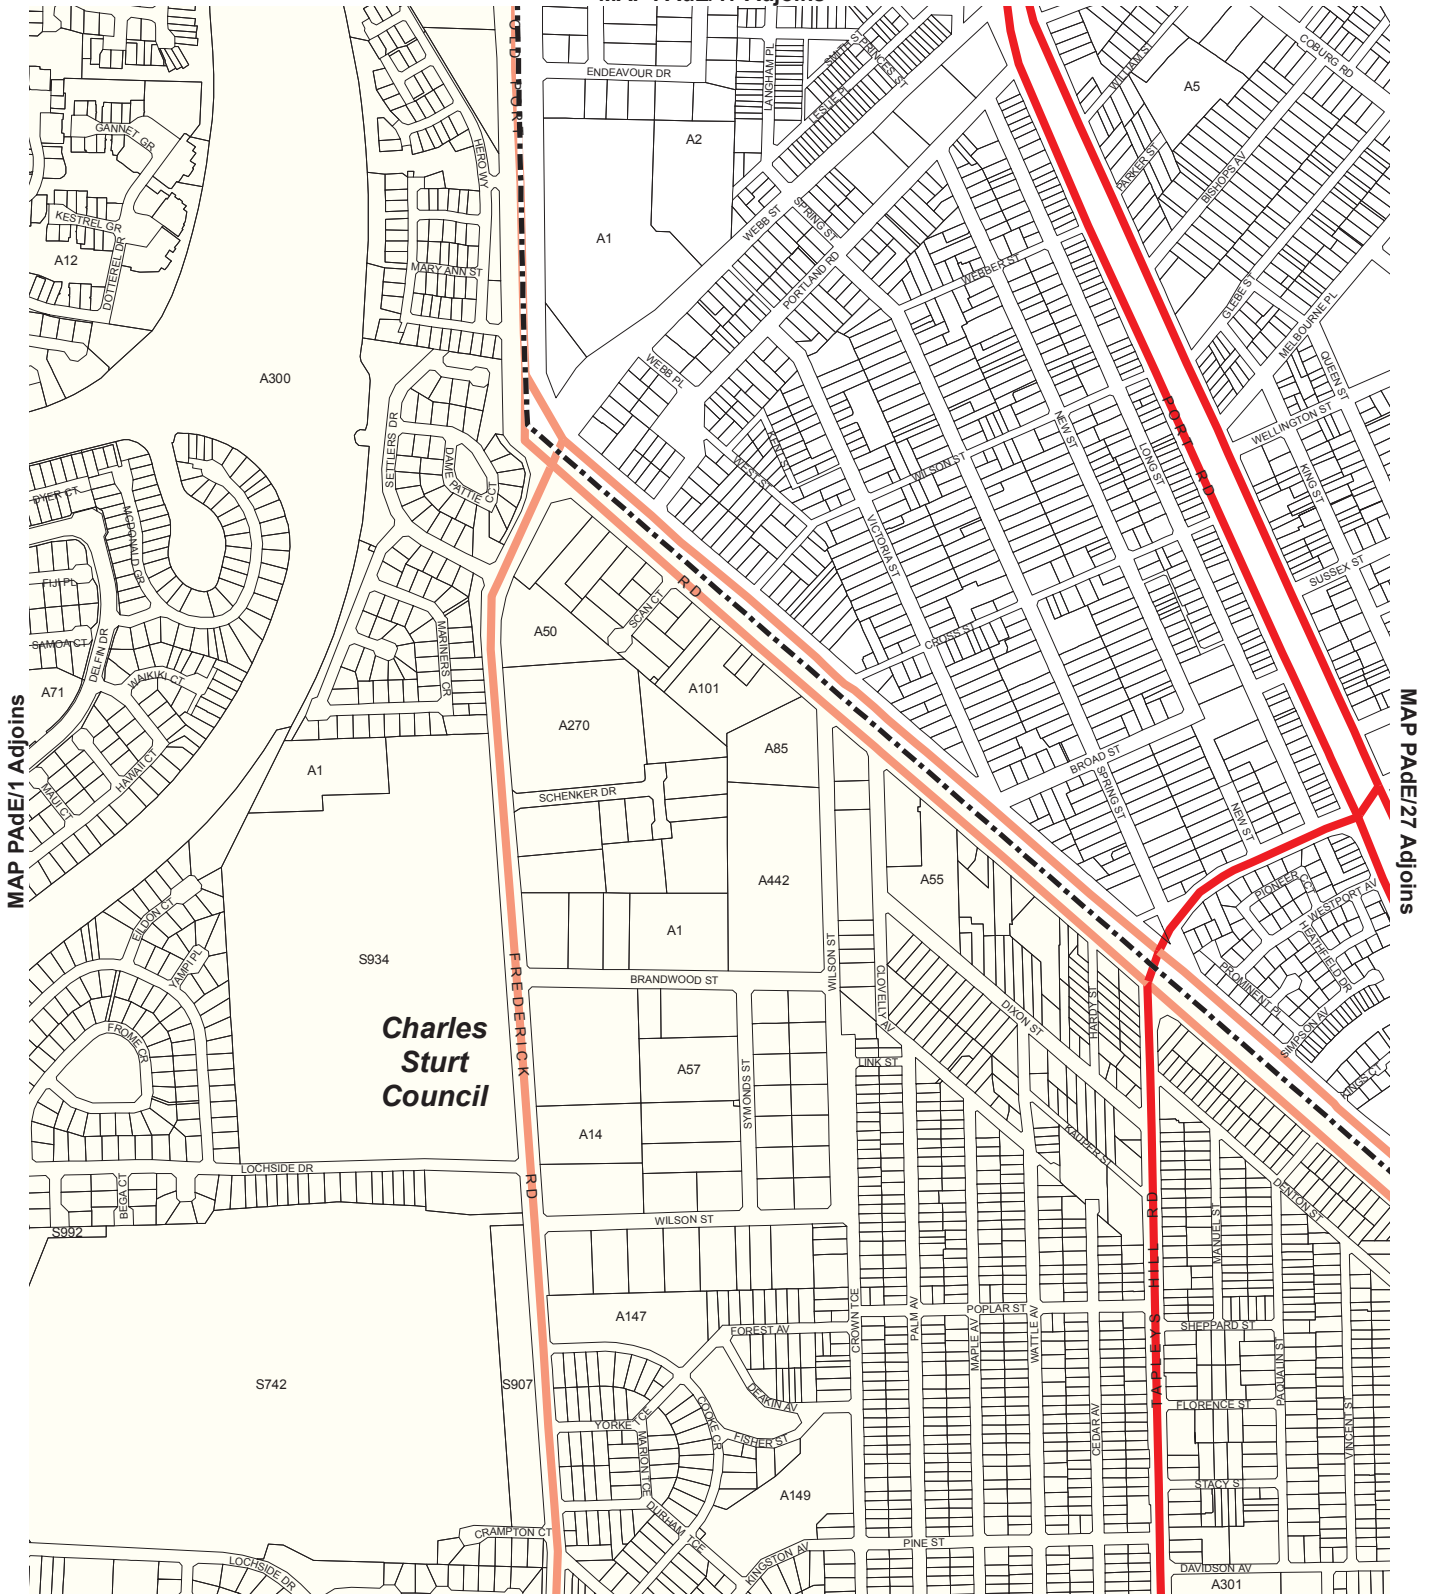 OLD PORT
ENDEAVOUR DR
LANGHAM PL
SMITH ST
PRINCES ST
LESLIE PL
WILLIAM ST
COBURG RD
A5
A2
GANNET GR
HERO WY
PARKER ST
BISHOPS AV
KESTREL GR
DOTTEREL DR
A12
A1
WEBB ST
SPRING ST
PORTLAND RD
MARY ANN ST
WEBBER ST
GLEBE ST
MELBOURNE PL
A300
WEBB PL
QUEEN ST
SETTLERS DR
DAME PATTIE CCT
KENT ST
WEST ST
WILSON ST
NEW ST
LONG ST
PORT RD
WELLINGTON ST
KING ST
DYER CT
MCDONALD GR
VICTORIA ST
FIJI PL
SAMOA CT
DELFIN DR
WAIKIKI CT
A71
MARINERS CR
A50
SCAN CT
RD
CROSS ST
SUSSEX ST
A101
MAP PAdE/1 Adjoins
MAP PAdE/27 Adjoins
HAWAII CT
MAUI CT
A1
A270
A85
SCHENKER DR
BROAD ST
SPRING ST
NEW ST
A442
A55
A1
PIONEER CCT
WESTPORT AV
HEATHFIELD DR
PROMINENT PL
SIMPSON AV
KINGS CT
EILDON CT
YAMPI PL
FROME CR
S934
FREDERICK
RD
BRANDWOOD ST
WILSON ST
CLOVELLY AV
DIXON ST
HARDT ST
Charles
Sturt
Council
LINK ST
A57
SYMONDS ST
A14
KAUPER ST
LOCHSIDE DR
BEGA CT
S992
WILSON ST
TAPLEYS HILL RD
MANUEL ST
DENTON ST
A147
FOREST AV
CROWN TCE
PALM AV
POPLAR ST
MAPLE AV
WATTLE AV
SHEPPARD ST
PAQUALIN ST
S742
S907
DEAKIN AV
YORKE TCE
MARION TCE
COOKE CR
FISHER ST
CEDAR AV
FLORENCE ST
VINCENT ST
A149
STACY S
DURHAM TCE
CRAMPTON CT
LOCHSIDE DR
KINGSTON AV
PINE ST
DAVIDSON AV
A301